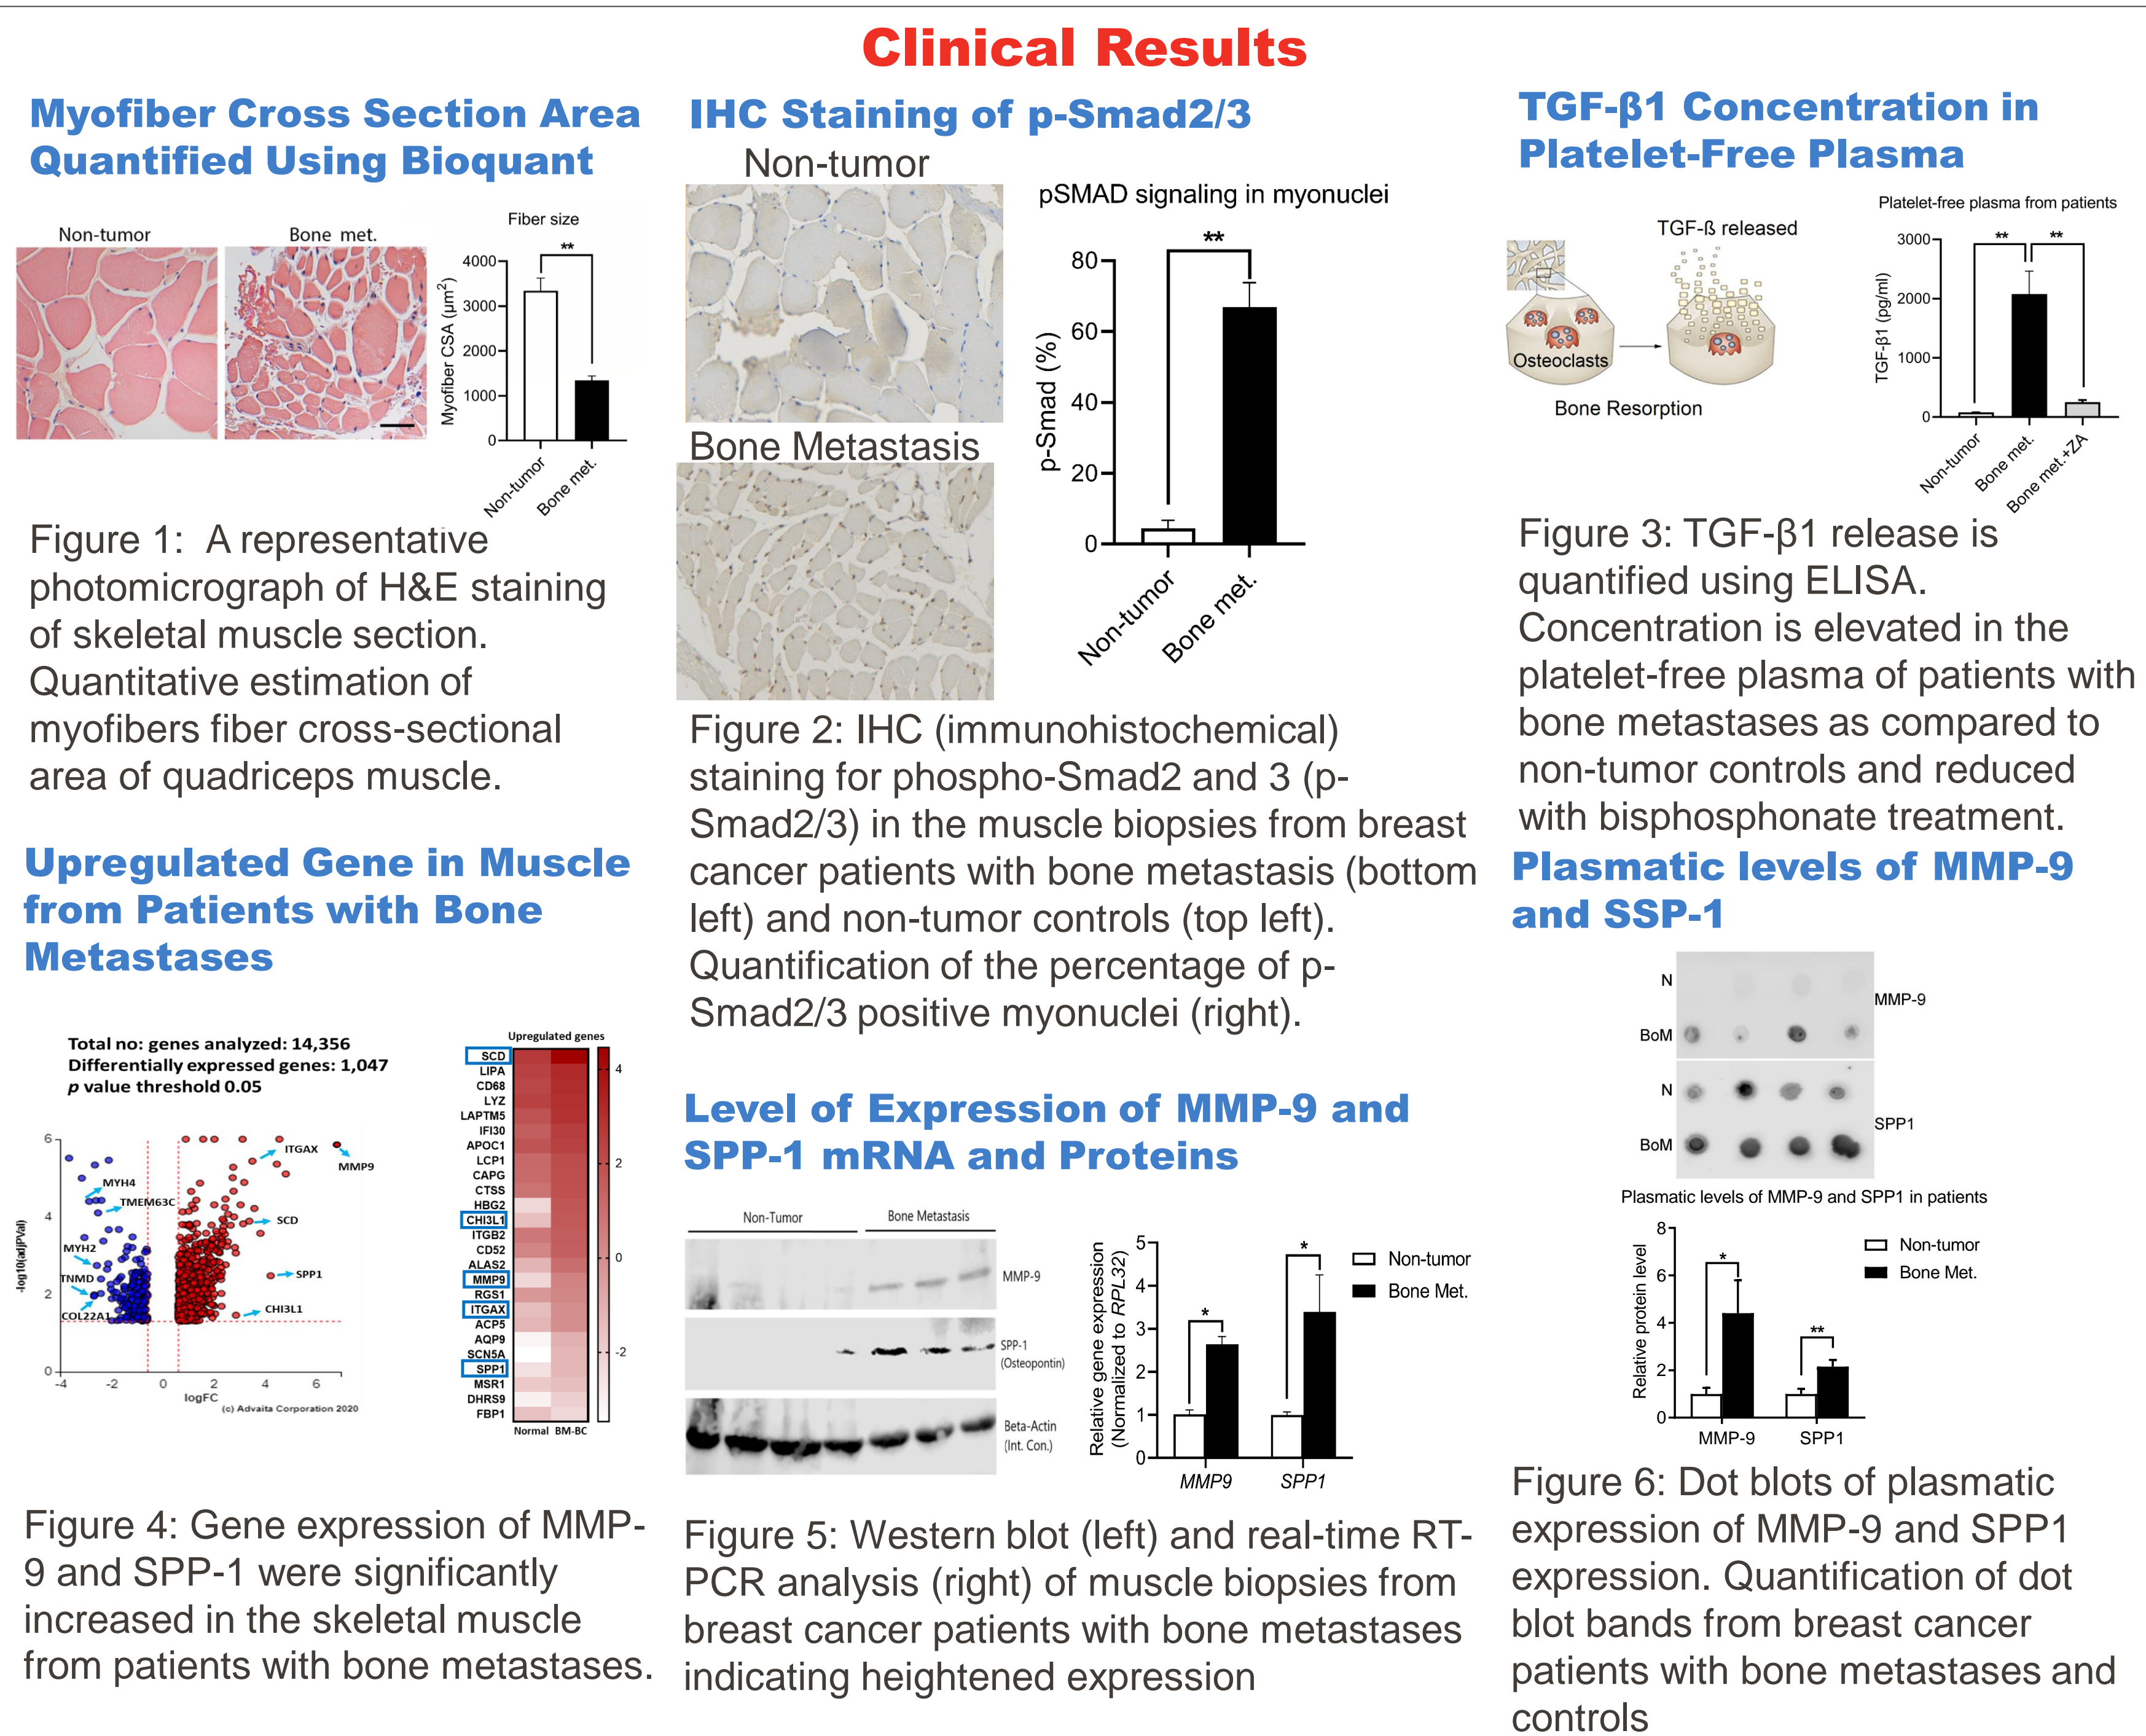 Clinical Results
Myofiber Cross Section Area
Quantified Using Bioquant
Non-tumor
Bone met.
Fiber size
**
Myofiber CSA (µm²)
4000
3000
2000
1000
0
Non-tumor
Bone met.
Figure 1: A representative
photomicrograph of H&E staining
of skeletal muscle section.
Quantitative estimation of
myofibers fiber cross-sectional
area of quadriceps muscle.
IHC Staining of p-Smad2/3
Non-tumor
Bone Metastasis
pSMAD signaling in myonuclei
**
p-Smad (%)
80
60
40
20
0
Non-tumor
Bone met.
Figure 2: IHC (immunohistochemical)
staining for phospho-Smad2 and 3 (p-
Smad2/3) in the muscle biopsies from breast
cancer patients with bone metastasis (bottom
left) and non-tumor controls (top left).
Quantification of the percentage of p-
Smad2/3 positive myonuclei (right).
TGF-β1 Concentration in
Platelet-Free Plasma
TGF-ß released
Osteoclasts
Bone Resorption
Platelet-free plasma from patients
** **
TGF-β1 (pg/ml)
3000
2000
1000
0
Non-tumor
Bone met.
Bone met.+ZA
Figure 3: TGF-β1 release is
quantified using ELISA.
Concentration is elevated in the
platelet-free plasma of patients with
bone metastases as compared to
non-tumor controls and reduced
with bisphosphonate treatment.
Upregulated Gene in Muscle
from Patients with Bone
Metastases
Total no: genes analyzed: 14,356
Differentially expressed genes: 1,047
p value threshold 0.05
-log10(adjPVal)
6
4
2
0
ITGAX
MMP9
MYH4
TMEM63C
SCD
MYH2
TNMD
SPP1
COL22A1
CHI3L1
-4 -2 0 2 4 6
logFC
(c) Advaita Corporation 2020
Upregulated genes
SCD
LIPA
CD68
LYZ
LAPTM5
IFI30
APOC1
LCP1
CAPG
CTSS
HBG2
CHI3L1
ITGB2
CD52
ALAS2
MMP9
RGS1
ITGAX
ACP5
AQP9
SCN5A
SPP1
MSR1
DHRS9
FBP1
Normal BM-BC
4
2
0
-2
Figure 4: Gene expression of MMP-
9 and SPP-1 were significantly
increased in the skeletal muscle
from patients with bone metastases.
Level of Expression of MMP-9 and
SPP-1 mRNA and Proteins
Non-Tumor
Bone Metastasis
MMP-9
SPP-1
(Osteopontin)
Beta-Actin
(Int. Con.)
Relative gene expression
(Normalized to RPL32)
5
4
3
2
1
0
*
*
MMP9
SPP1
Non-tumor
Bone Met.
Figure 5: Western blot (left) and real-time RT-
PCR analysis (right) of muscle biopsies from
breast cancer patients with bone metastases
indicating heightened expression
Plasmatic levels of MMP-9
and SSP-1
N
MMP-9
BoM
N
SPP1
BoM
Plasmatic levels of MMP-9 and SPP1 in patients
Relative protein level
8
6
4
2
0
*
**
MMP-9
SPP1
Non-tumor
Bone Met.
Figure 6: Dot blots of plasmatic
expression of MMP-9 and SPP1
expression. Quantification of dot
blot bands from breast cancer
patients with bone metastases and
controls